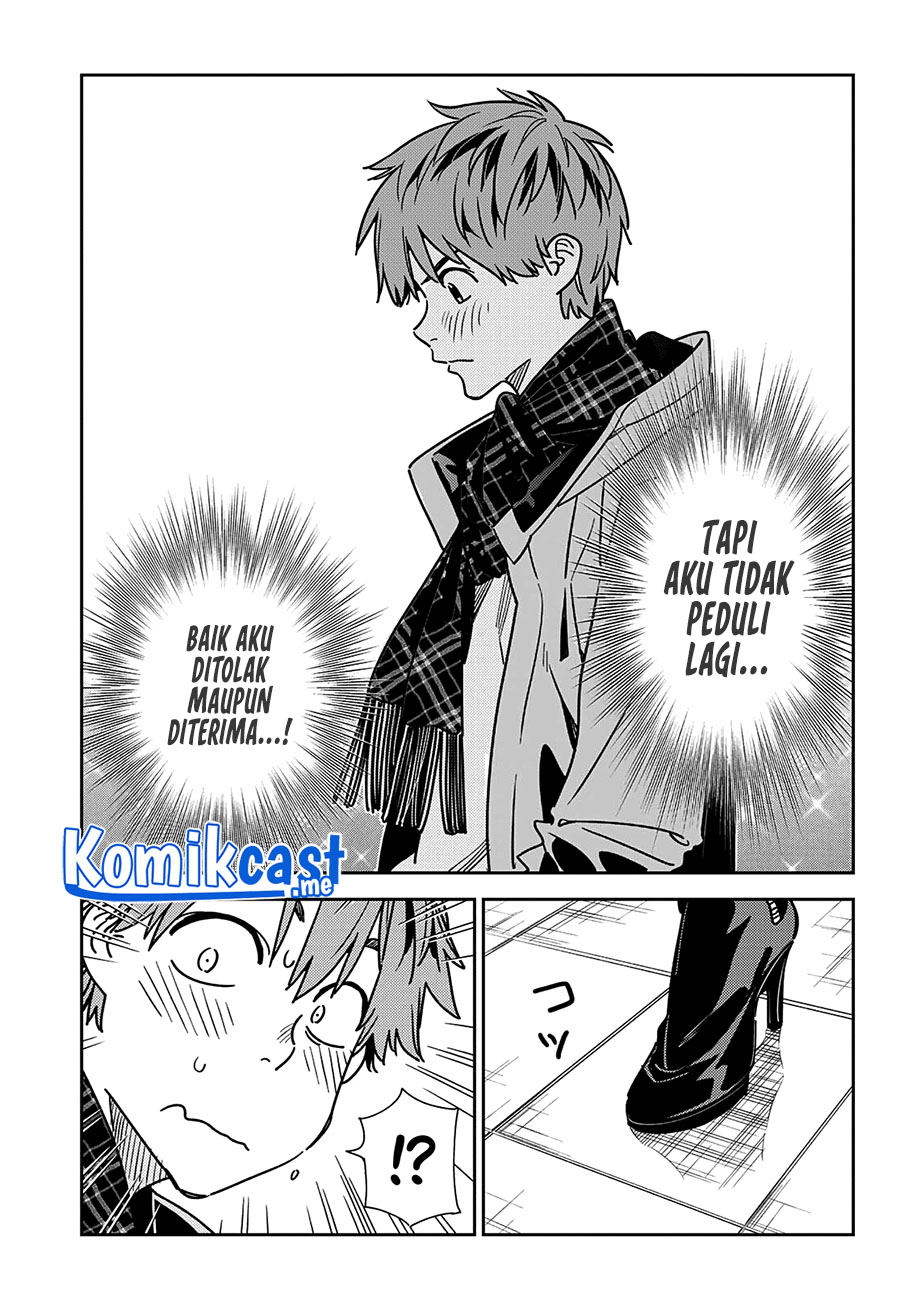 TAPI
AKU TIDAK
PEDULI
LAGI...
BAIK AKU
DITOLAK
MAUPUN
DITERIMA...!
Komikcast
.me
コ
ッ
!?